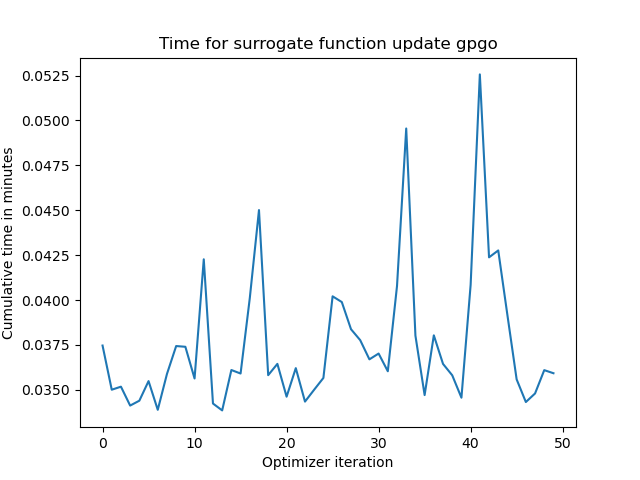 Time for surrogate function update gpgo
Cumulative time in minutes
0.0525
0.0500
0.0475
0.0450
0.0425
0.0400
0.0375
0.0350
0 10 20 30 40 50
Optimizer iteration